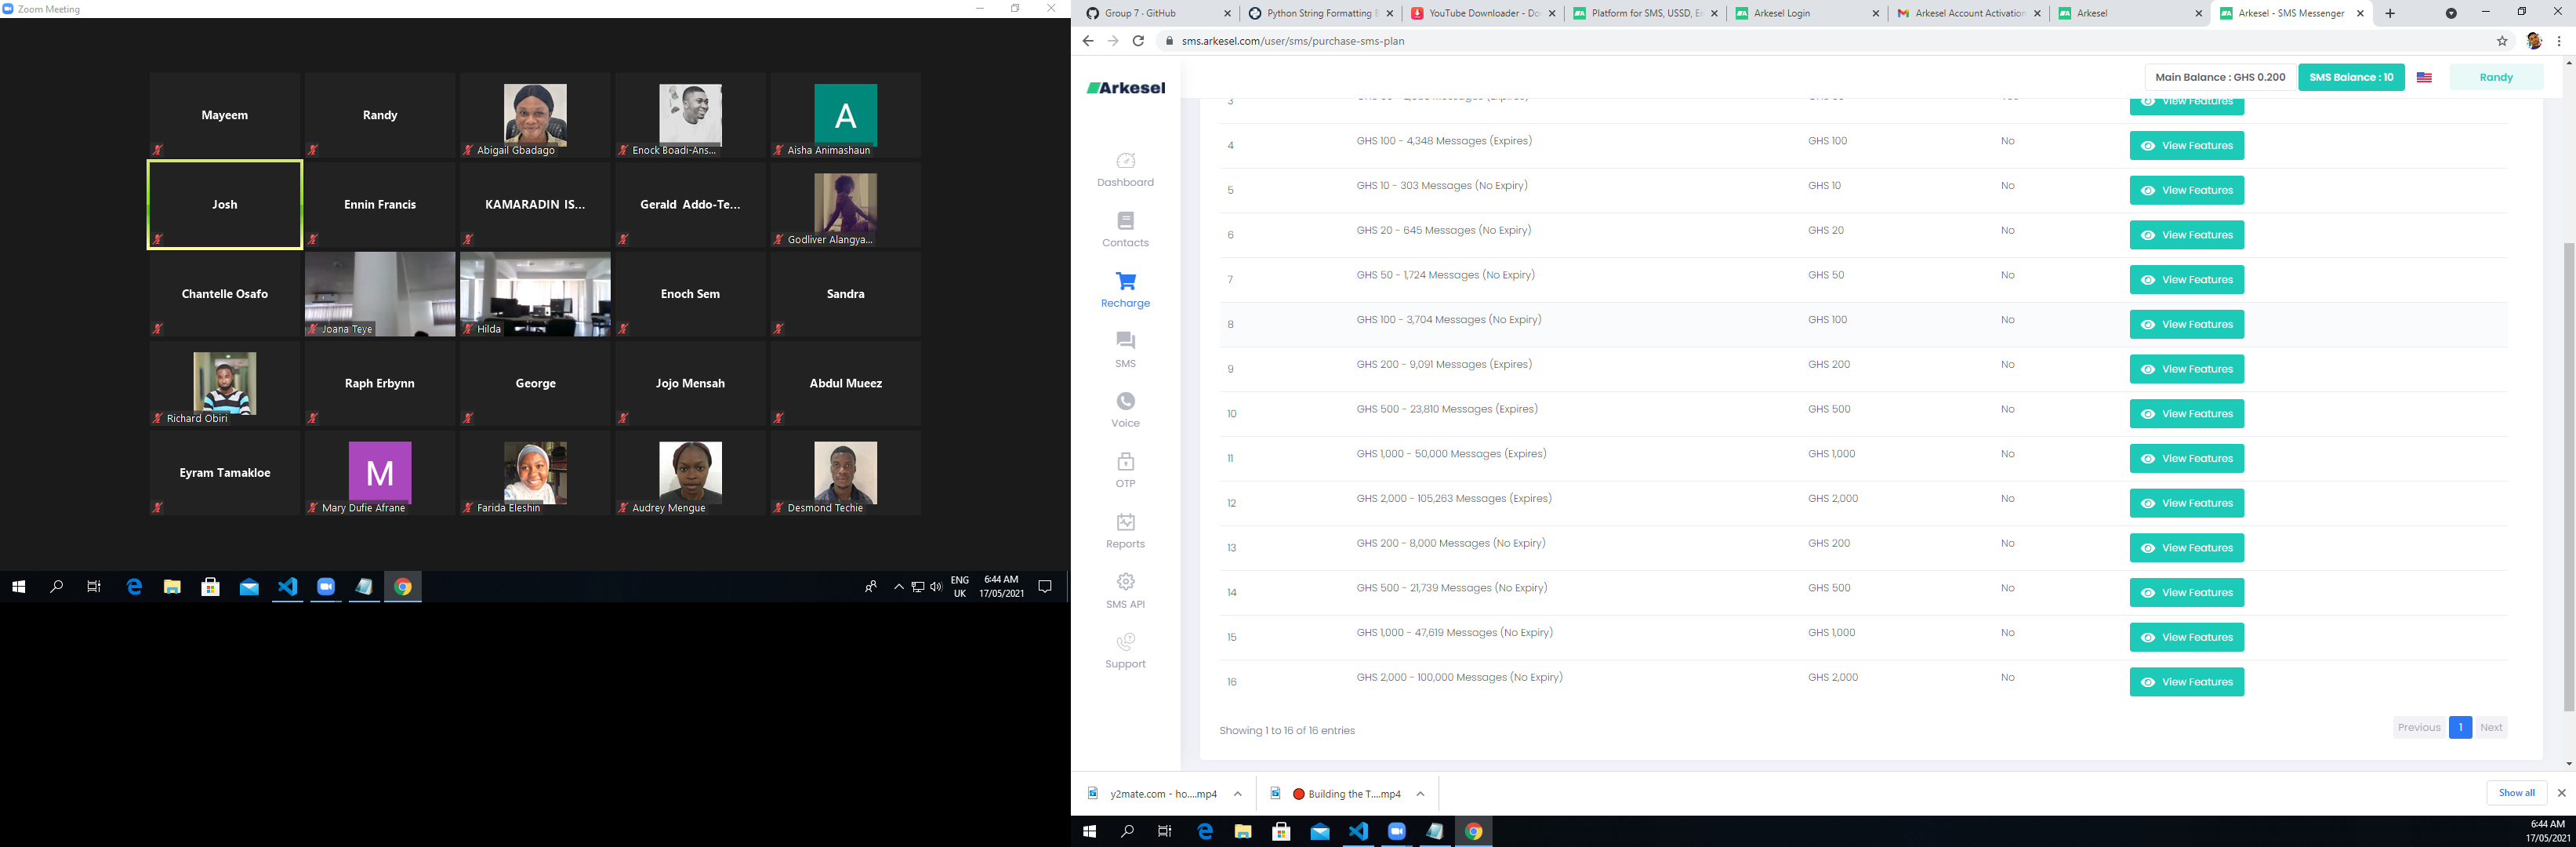 Zoom Meeting
Mayeem
Randy
Abigail Gbadago
Enock Boadi-Ans...
A
Aisha Animashaun
Josh
Ennin Francis
KAMARADIN IS...
Gerald Addo-Te...
Godliver Alangya...
Chantelle Osafo
Joana Teye
Hilda
Enoch Sem
Sandra
Richard Obiri
Raph Erbynn
George
Jojo Mensah
Abdul Mueez
Eyram Tamakloe
M
Mary Dufie Afrane
Farida Eleshin
Audrey Mengue
Desmond Techie
ENG
UK
6:44 AM
17/05/2021
Group 7 · GitHub
Python String Formatting
YouTube Downloader - Do
Platform for SMS, USSD, Em
Arkesel Login
Arkesel Account Activation
Arkesel
Arkesel - SMS Messenger
sms.arkesel.com/user/sms/purchase-sms-plan
Arkesel
Main Balance : GHS 0.200
SMS Balance : 10
Randy
Dashboard
Contacts
Recharge
SMS
Voice
OTP
Reports
SMS API
Support
3 View Features
4 GHS 100 - 4,348 Messages (Expires) GHS 100 No View Features
5 GHS 10 - 303 Messages (No Expiry) GHS 10 No View Features
6 GHS 20 - 645 Messages (No Expiry) GHS 20 No View Features
7 GHS 50 - 1,724 Messages (No Expiry) GHS 50 No View Features
8 GHS 100 - 3,704 Messages (No Expiry) GHS 100 No View Features
9 GHS 200 - 9,091 Messages (Expires) GHS 200 No View Features
10 GHS 500 - 23,810 Messages (Expires) GHS 500 No View Features
11 GHS 1,000 - 50,000 Messages (Expires) GHS 1,000 No View Features
12 GHS 2,000 - 105,263 Messages (Expires) GHS 2,000 No View Features
13 GHS 200 - 8,000 Messages (No Expiry) GHS 200 No View Features
14 GHS 500 - 21,739 Messages (No Expiry) GHS 500 No View Features
15 GHS 1,000 - 47,619 Messages (No Expiry) GHS 1,000 No View Features
16 GHS 2,000 - 100,000 Messages (No Expiry) GHS 2,000 No View Features
Showing 1 to 16 of 16 entries
Previous 1 Next
y2mate.com - ho....mp4
Building the T....mp4
Show all
6:44 AM
17/05/2021